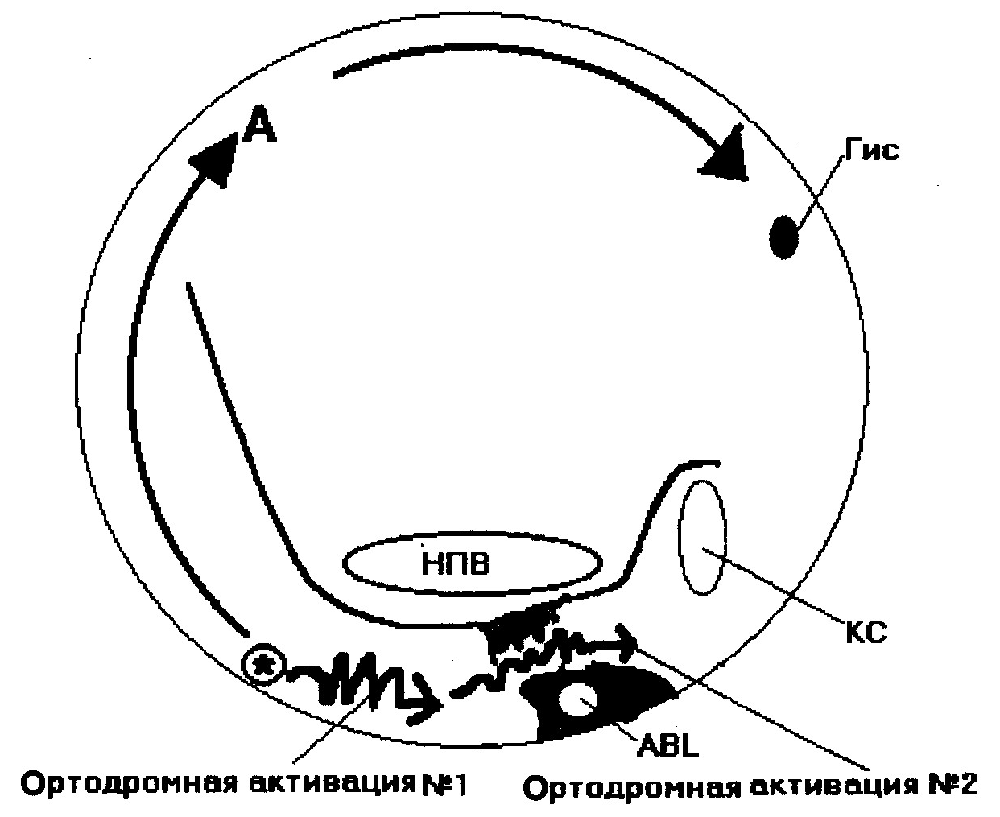 А
Гис
НПВ
КС
ABL
Ортодромная активация №1
Ортодромная активация №2